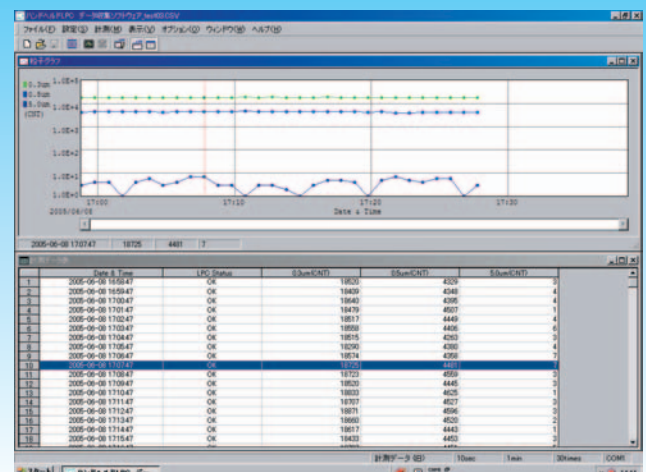 ハンドヘルドLPC データ収集ソフトウェア_test03.CSV
ファイル(F) 設定(S) 計測(M) 表示(V) オプション(O) ウィンドウ(W) ヘルプ(H)
粒子グラフ
0.3um
0.5um
5.0um
(CNT)
1.0E+5
1.0E+4
1.0E+3
1.0E+2
1.0E+1
1.0E+0
17:00 17:10 17:20 17:30
2005/06/08 Date & Time
2005-06-08 17:07:47 18725 4481 7
Date & Time LPC Status 0.3um(CNT) 0.5um(CNT) 5.0um(CNT)
1 2005-06-08 16:58:47 OK 18520 4329 3
2 2005-06-08 16:59:47 OK 18409 4348 4
3 2005-06-08 17:00:47 OK 18640 4395 4
4 2005-06-08 17:01:47 OK 18479 4507 1
5 2005-06-08 17:02:47 OK 18517 4449 4
6 2005-06-08 17:03:47 OK 18558 4406 6
7 2005-06-08 17:04:47 OK 18515 4263 3
8 2005-06-08 17:05:47 OK 18290 4380 4
9 2005-06-08 17:06:47 OK 18574 4358 7
10 2005-06-08 17:07:47 OK 18725 4481 7
11 2005-06-08 17:08:47 OK 18723 4559 3
12 2005-06-08 17:09:47 OK 18520 4445 3
13 2005-06-08 17:10:47 OK 18800 4625 1
14 2005-06-08 17:11:47 OK 18707 4527 3
15 2005-06-08 17:12:47 OK 18871 4596 3
16 2005-06-08 17:13:47 OK 18660 4520 2
17 2005-06-08 17:14:47 OK 18617 4443 1
18 2005-06-08 17:15:47 OK 18433 4453 3
計測データ(回) 10sec 1min 30times COM1